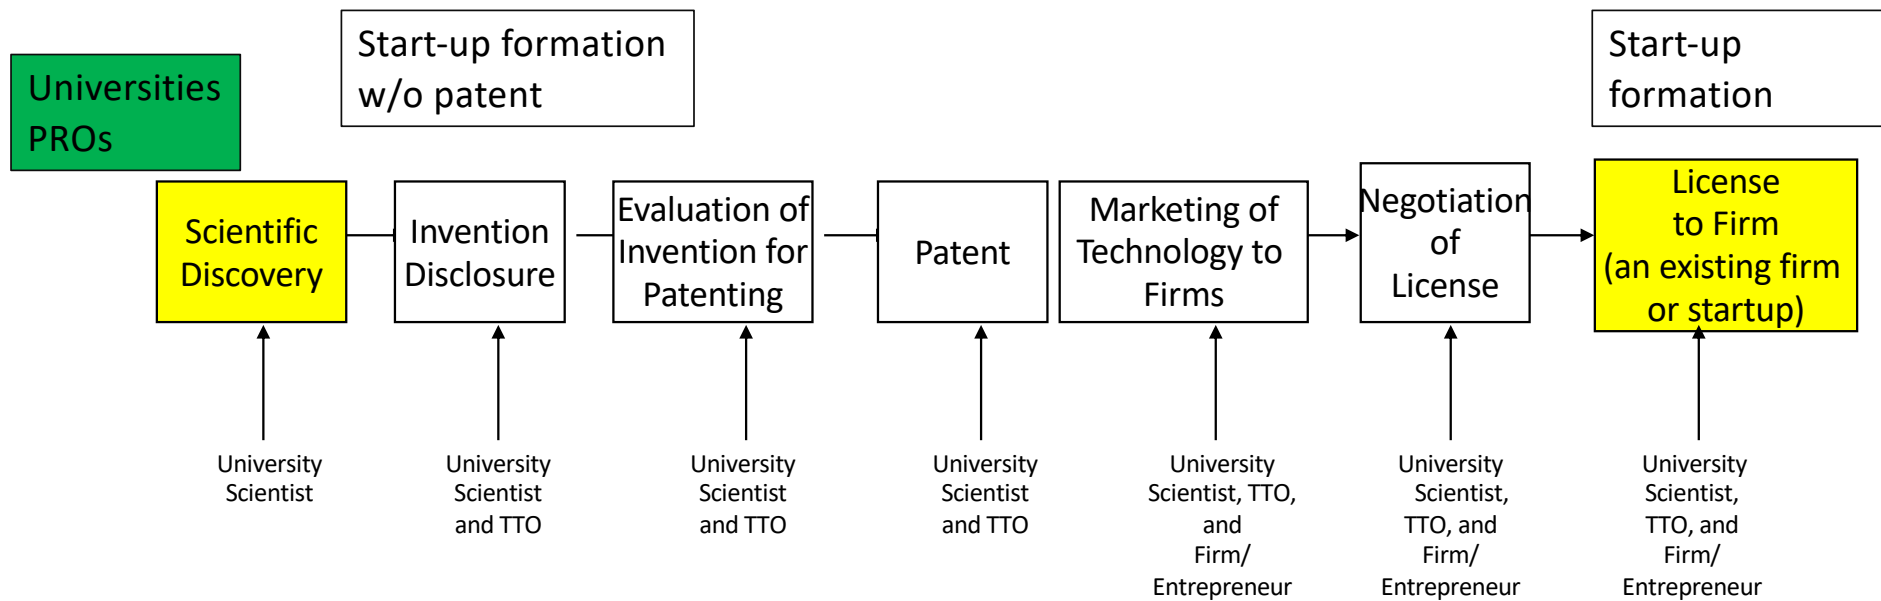 Universities
PROs
Start-up formation
w/o patent
Start-up
formation
Scientific
Discovery
Invention
Disclosure
Evaluation of
Invention for
Patenting
Patent
Marketing of
Technology to
Firms
Negotiation
of
License
License
to Firm
(an existing firm
or startup)
University
Scientist
University
Scientist
and TTO
University
Scientist
and TTO
University
Scientist
and TTO
University
Scientist, TTO,
and
Firm/
Entrepreneur
University
Scientist,
TTO, and
Firm/
Entrepreneur
University
Scientist,
TTO, and
Firm/
Entrepreneur